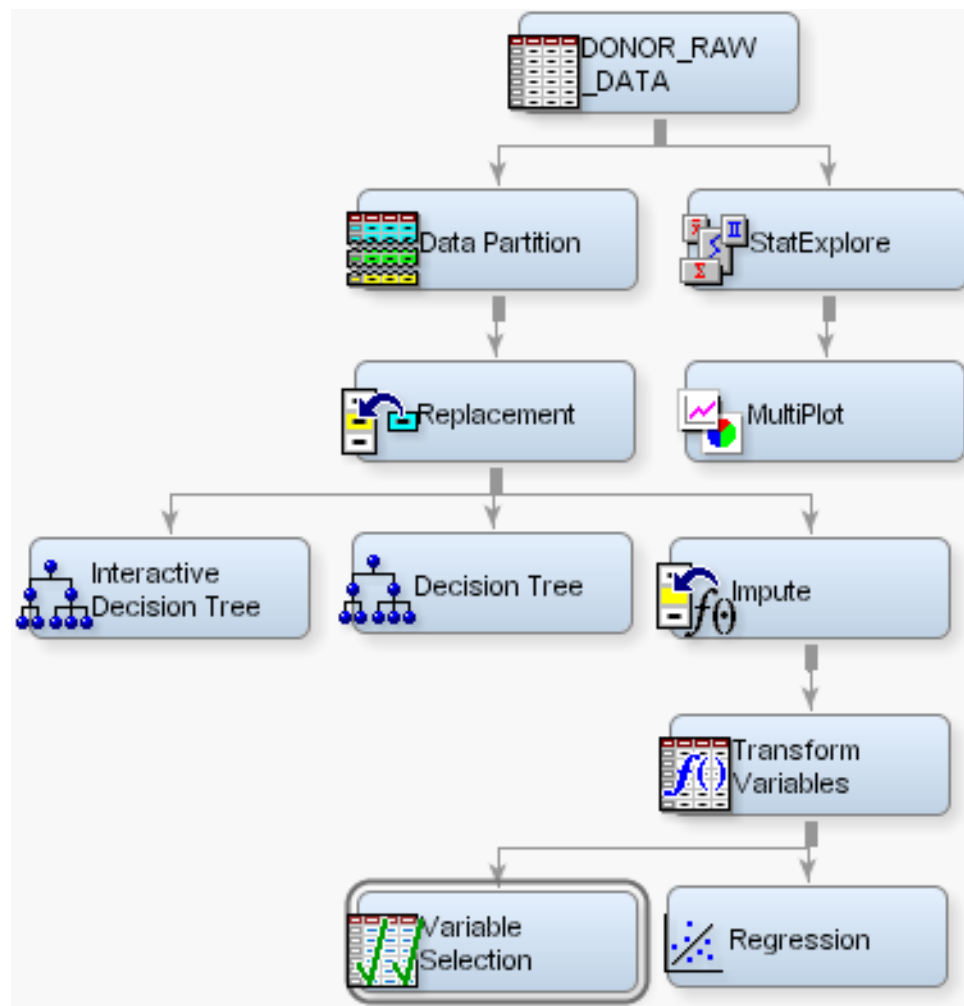 DONOR_RAW
_DATA
Data Partition
StatExplore
Replacement
MultiPlot
Interactive
Decision Tree
Decision Tree
Impute
Transform
Variables
Variable
Selection
Regression